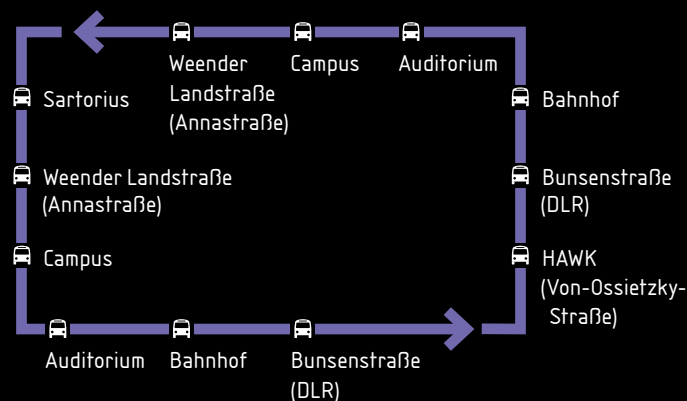 Weender
Landstraße
(Annastraße)
Campus
Auditorium
Sartorius
Bahnhof
Weender Landstraße
(Annastraße)
Bunsenstraße
(DLR)
Campus
HAWK
(Von-Ossietzky-
Straße)
Auditorium
Bahnhof
Bunsenstraße
(DLR)